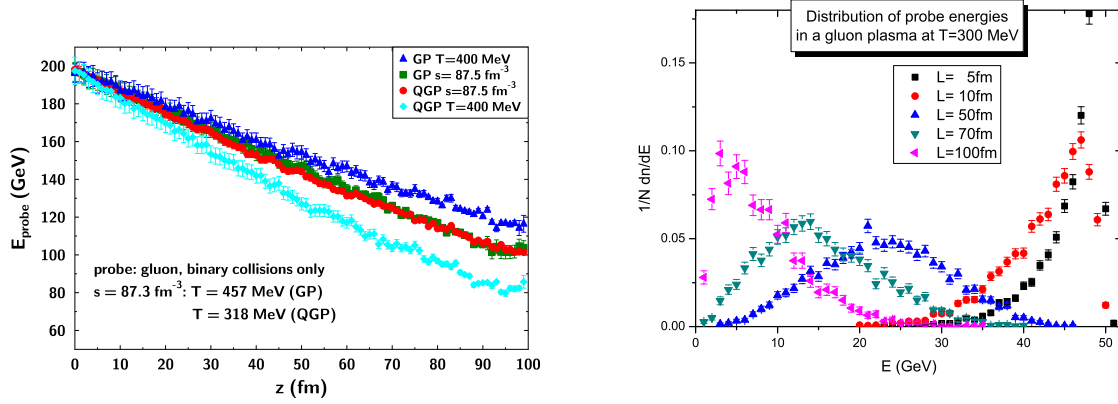 200
180
160
140
120
100
80
60
E_probe (GeV)
GP T=400 MeV
GP s= 87.5 fm^-3
QGP s=87.5 fm^-3
QGP T=400 MeV
probe: gluon, binary collisions only
s = 87.3 fm^-3: T = 457 MeV (GP)
T = 318 MeV (QGP)
0 10 20 30 40 50 60 70 80 90 100
z (fm)
Distribution of probe energies
in a gluon plasma at T=300 MeV
0.15
0.10
0.05
0.00
1/N dn/dE
L= 5fm
L= 10fm
L= 50fm
L= 70fm
L=100fm
0 10 20 30 40 50
E (GeV)